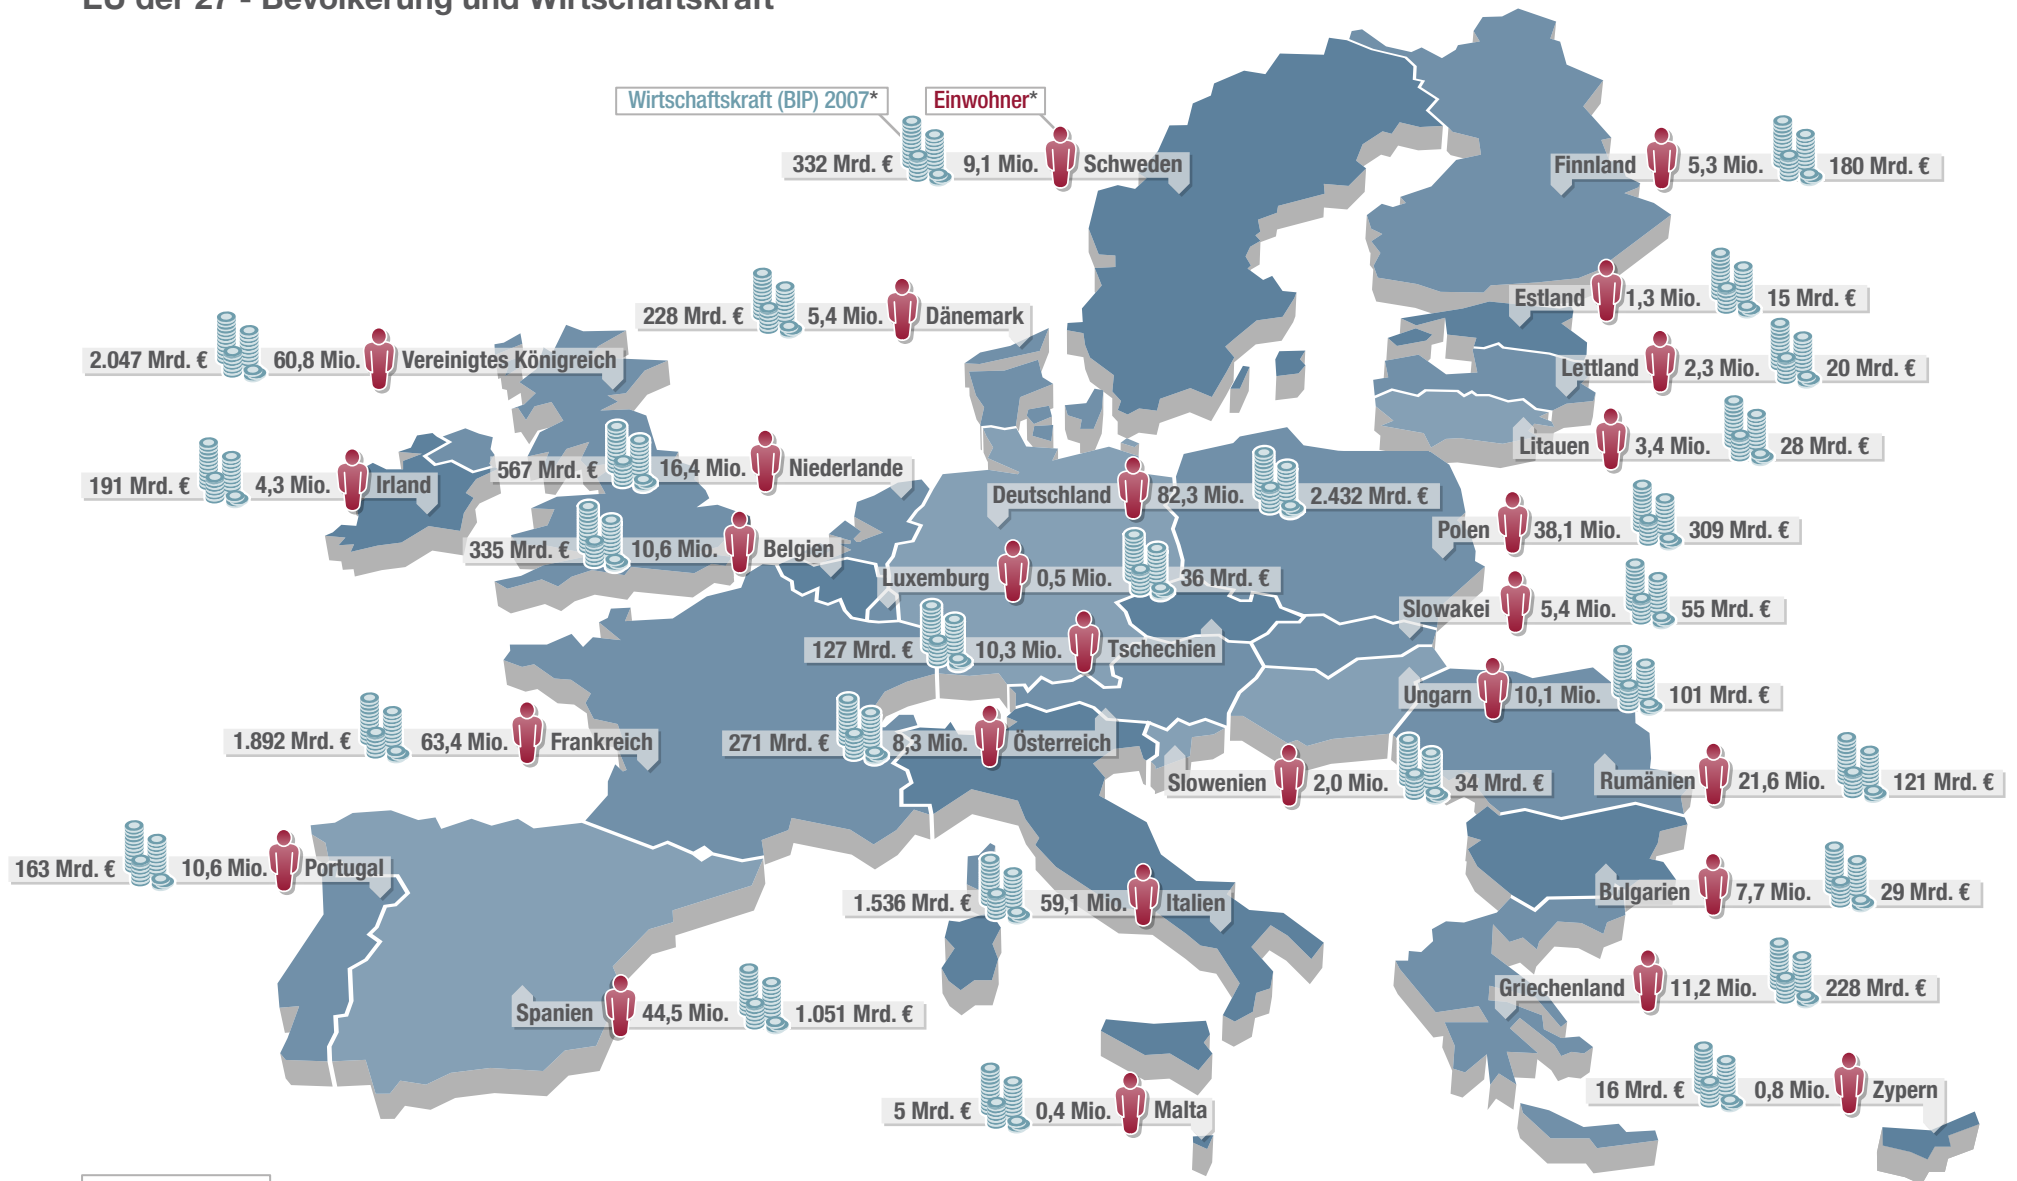 EU der 27 - Bevölkerung und Wirtschaftskraft
Wirtschaftskraft (BIP) 2007*
Einwohner*
332 Mrd. € 9,1 Mio. Schweden
Finnland 5,3 Mio. 180 Mrd. €
228 Mrd. € 5,4 Mio. Dänemark
Estland 1,3 Mio. 15 Mrd. €
2.047 Mrd. € 60,8 Mio. Vereinigtes Königreich
Lettland 2,3 Mio. 20 Mrd. €
Litauen 3,4 Mio. 28 Mrd. €
567 Mrd. € 16,4 Mio. Niederlande
191 Mrd. € 4,3 Mio. Irland
Deutschland 82,3 Mio. 2.432 Mrd. €
Polen 38,1 Mio. 309 Mrd. €
335 Mrd. € 10,6 Mio. Belgien
Luxemburg 0,5 Mio. 36 Mrd. €
Slowakei 5,4 Mio. 55 Mrd. €
127 Mrd. € 10,3 Mio. Tschechien
Ungarn 10,1 Mio. 101 Mrd. €
1.892 Mrd. € 63,4 Mio. Frankreich
271 Mrd. € 8,3 Mio. Österreich
Slowenien 2,0 Mio. 34 Mrd. €
Rumänien 21,6 Mio. 121 Mrd. €
163 Mrd. € 10,6 Mio. Portugal
Bulgarien 7,7 Mio. 29 Mrd. €
1.536 Mrd. € 59,1 Mio. Italien
Griechenland 11,2 Mio. 228 Mrd. €
Spanien 44,5 Mio. 1.051 Mrd. €
16 Mrd. € 0,8 Mio. Zypern
5 Mrd. € 0,4 Mio. Malta